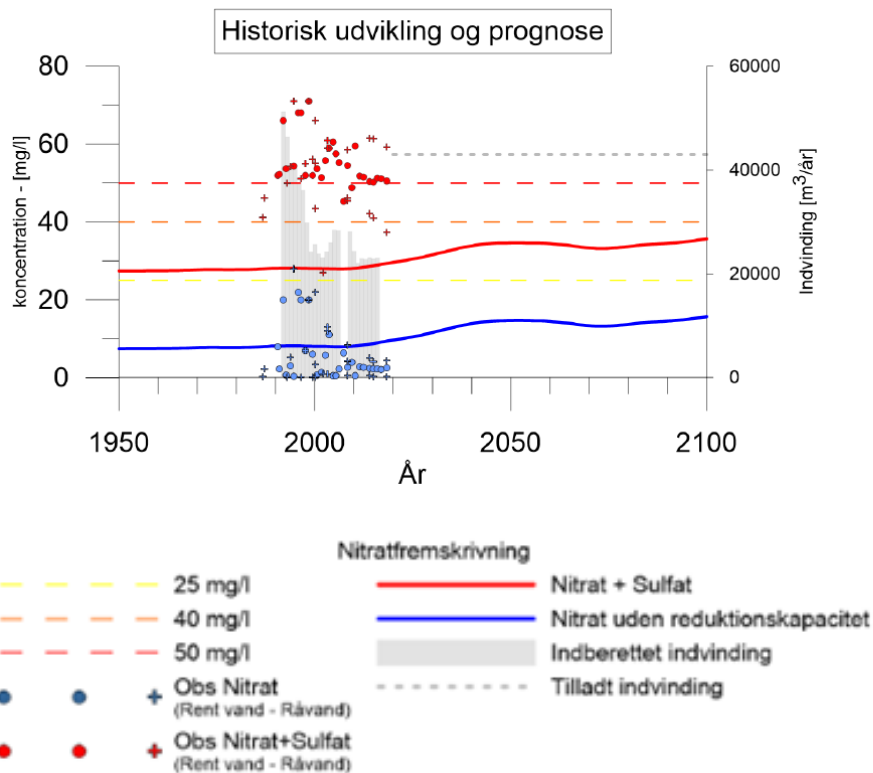 Historisk udvikling og prognose
80
60
40
20
0
koncentration - [mg/l]
60000
40000
20000
0
Indvinding [m³/år]
1950
2000
2050
2100
År
Nitratfremskrivning
25 mg/l
40 mg/l
50 mg/l
Obs Nitrat
(Rent vand - Råvand)
Obs Nitrat+Sulfat
(Rent vand - Råvand)
Nitrat + Sulfat
Nitrat uden reduktionskapacitet
Indberettet indvinding
Tilladt indvinding